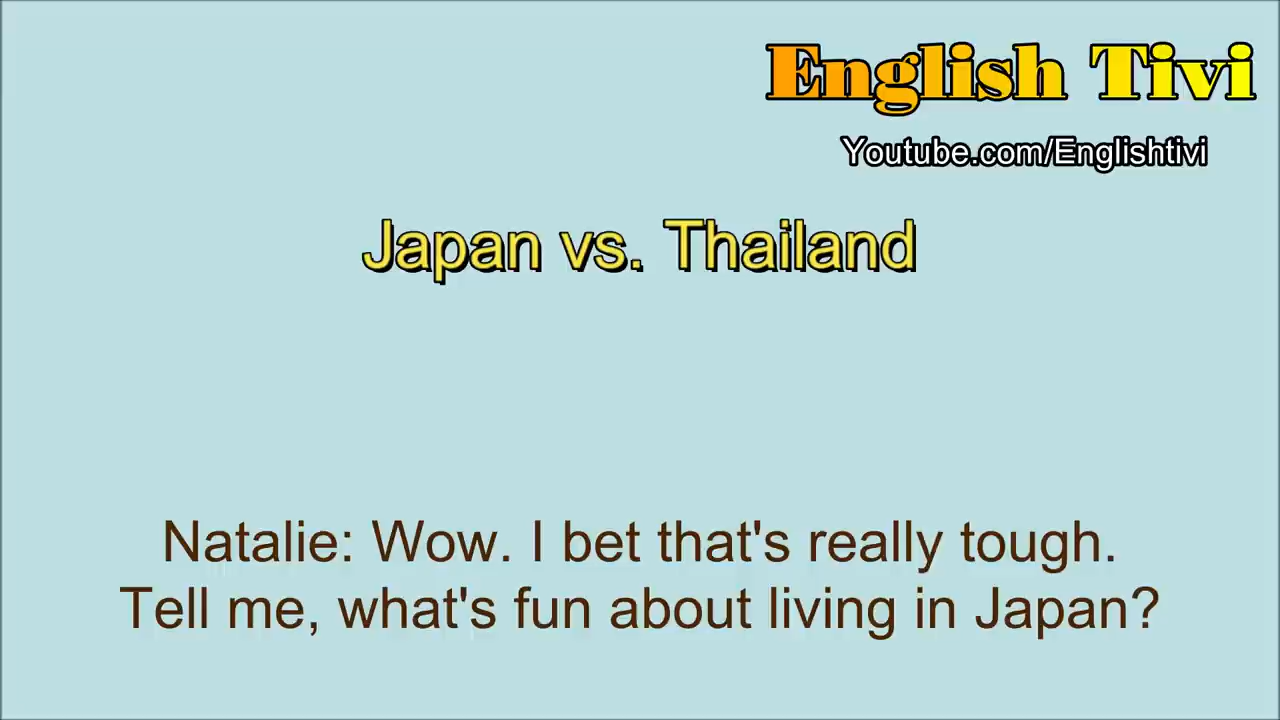 English Tivi
Youtube.com/Englishtivi
Japan vs. Thailand
Natalie: Wow. I bet that's really tough.
Tell me, what's fun about living in Japan?